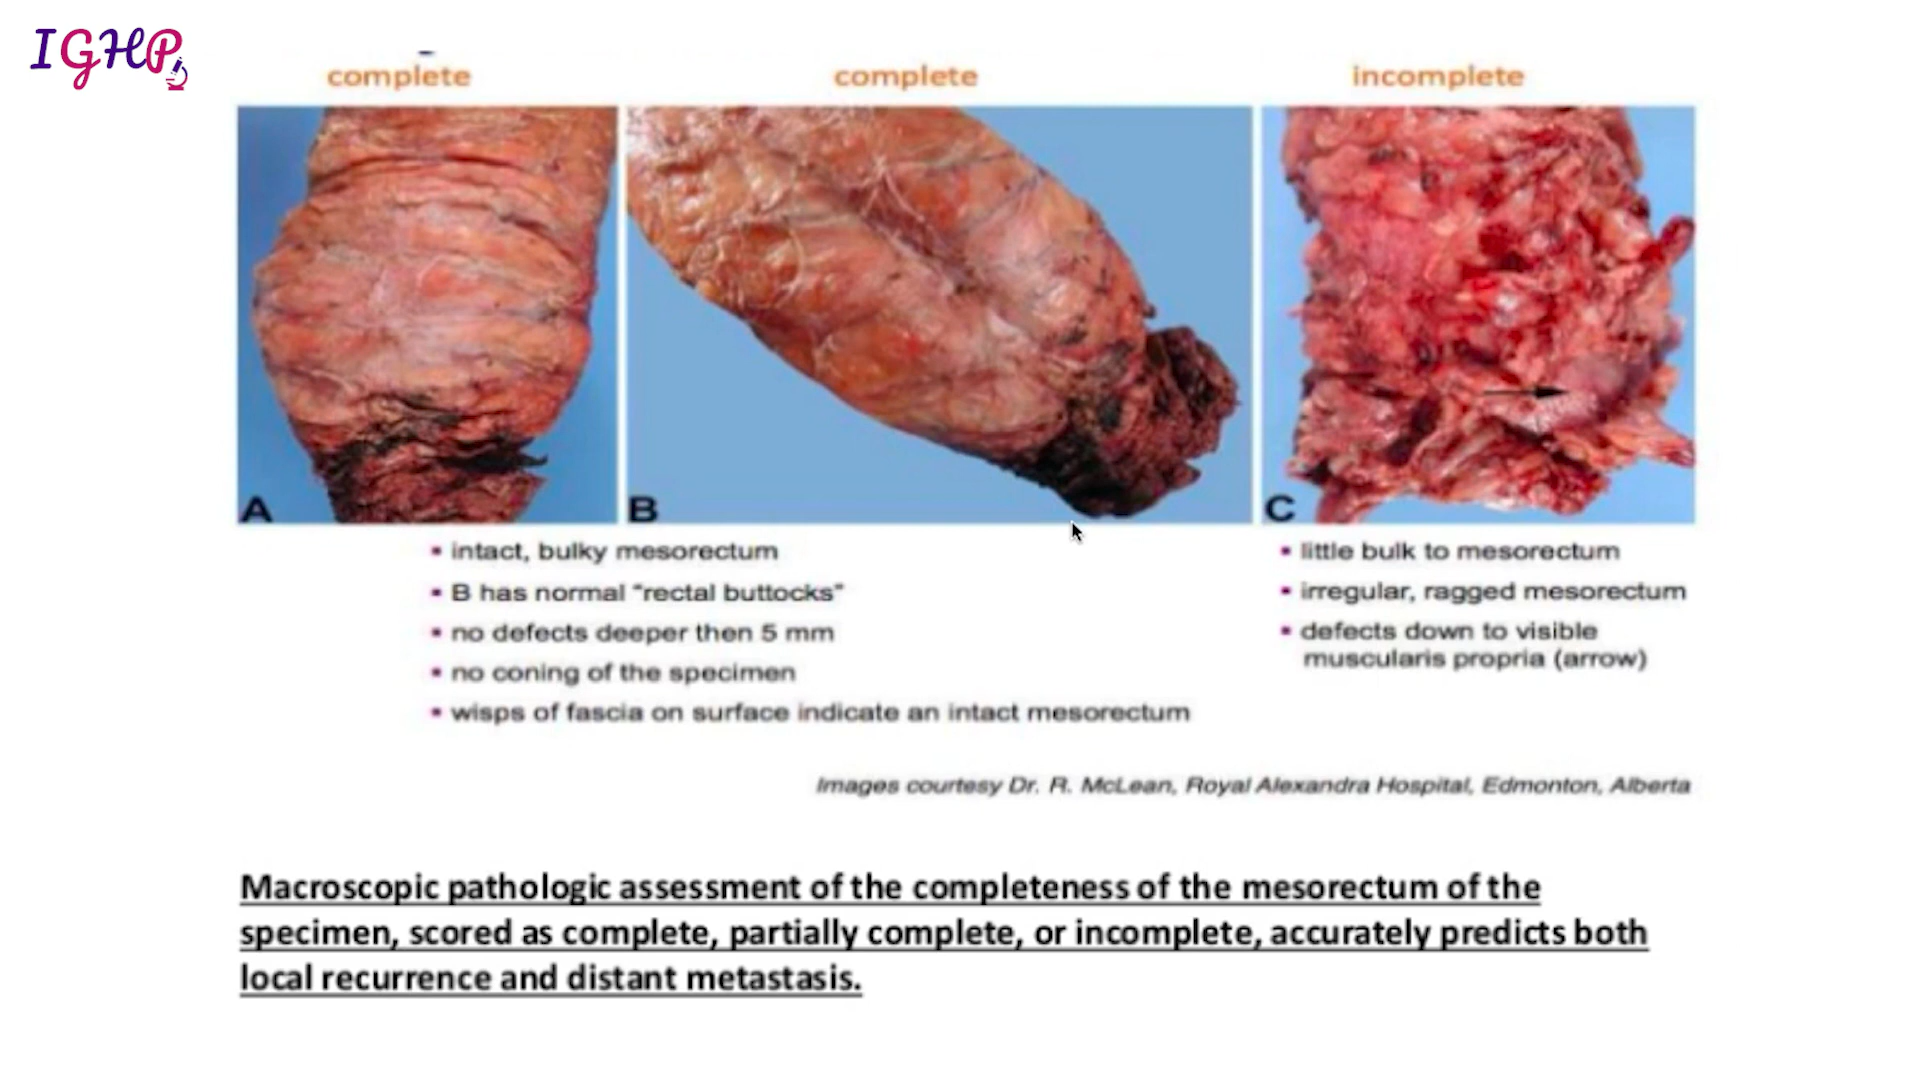 IGHP
complete
complete
incomplete
A
B
C
▪ intact, bulky mesorectum
▪ B has normal “rectal buttocks”
▪ no defects deeper then 5 mm
▪ no coning of the specimen
▪ wisps of fascia on surface indicate an intact mesorectum
▪ little bulk to mesorectum
▪ irregular, ragged mesorectum
▪ defects down to visible
muscularis propria (arrow)
Images courtesy Dr. R. McLean, Royal Alexandra Hospital, Edmonton, Alberta
Macroscopic pathologic assessment of the completeness of the mesorectum of the
specimen, scored as complete, partially complete, or incomplete, accurately predicts both
local recurrence and distant metastasis.